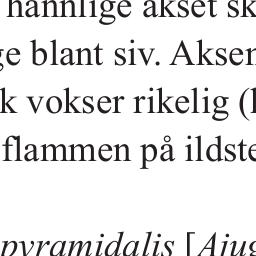 hannlige akset sk
ge blant siv. Aksen
k vokser rikelig (
flammen på ildste
pyramidalis [Ajug